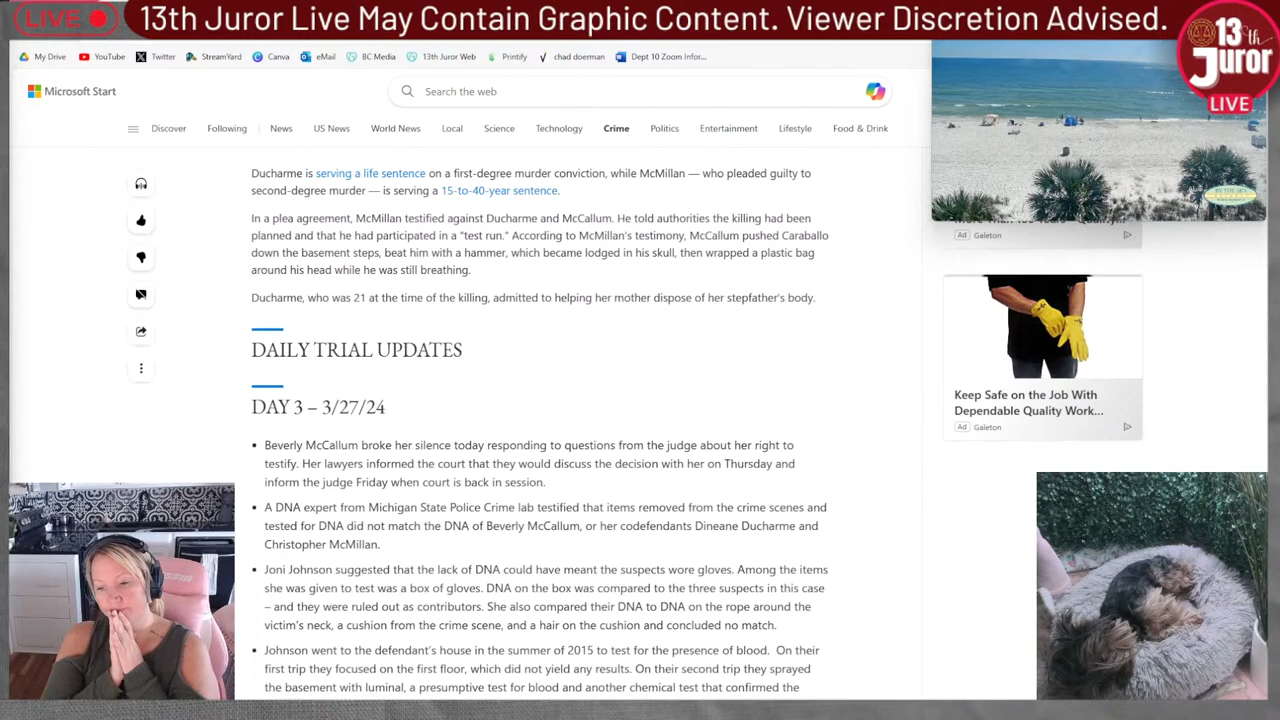 LIVE 13th Juror Live May Contain Graphic Content. Viewer Discretion Advised.
13th Juror
LIVE
My Drive YouTube Twitter StreamYard Canva eMail BC Media 13th Juror Web Printify chad doerman Dept 10 Zoom Infor...
Microsoft Start
Search the web
Discover Following News US News World News Local Science Technology Crime Politics Entertainment Lifestyle Food & Drink
Ducharme is serving a life sentence on a first-degree murder conviction, while McMillan — who pleaded guilty to
second-degree murder — is serving a 15-to-40-year sentence.
In a plea agreement, McMillan testified against Ducharme and McCallum. He told authorities the killing had been
planned and that he had participated in a “test run.” According to McMillan’s testimony, McCallum pushed Caraballo
down the basement steps, beat him with a hammer, which became lodged in his skull, then wrapped a plastic bag
around his head while he was still breathing.
Ducharme, who was 21 at the time of the killing, admitted to helping her mother dispose of her stepfather’s body.
DAILY TRIAL UPDATES
DAY 3 – 3/27/24
• Beverly McCallum broke her silence today responding to questions from the judge about her right to
testify. Her lawyers informed the court that they would discuss the decision with her on Thursday and
inform the judge Friday when court is back in session.
• A DNA expert from Michigan State Police Crime lab testified that items removed from the crime scenes and
tested for DNA did not match the DNA of Beverly McCallum, or her codefendants Dineane Ducharme and
Christopher McMillan.
• Joni Johnson suggested that the lack of DNA could have meant the suspects wore gloves. Among the items
she was given to test was a box of gloves. DNA on the box was compared to the three suspects in this case
– and they were ruled out as contributors. She also compared their DNA to DNA on the rope around the
victim’s neck, a cushion from the crime scene, and a hair on the cushion and concluded no match.
• Johnson went to the defendant’s house in the summer of 2015 to test for the presence of blood. On their
first trip they focused on the first floor, which did not yield any results. On their second trip they sprayed
the basement with luminal, a presumptive test for blood and another chemical test that confirmed the
BY THE SEA
Ad Galeton
Keep Safe on the Job With
Dependable Quality Work...
Ad Galeton